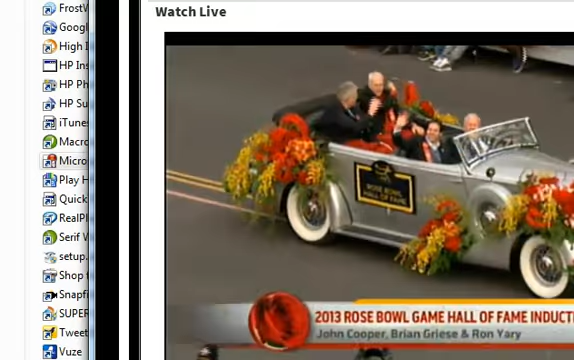 Watch Live
FrostW
Googl
High I
HP Ins
HP Ph
HP Su
iTunes
Macro
Micro
Play H
Quick
RealPl
Serif W
setup.
Shop f
Snapfi
SUPER
Tweet
Vuze
ROSE BOWL
HALL OF FAME
2013 ROSE BOWL GAME HALL OF FAME INDUCT
John Cooper, Brian Griese & Ron Yary